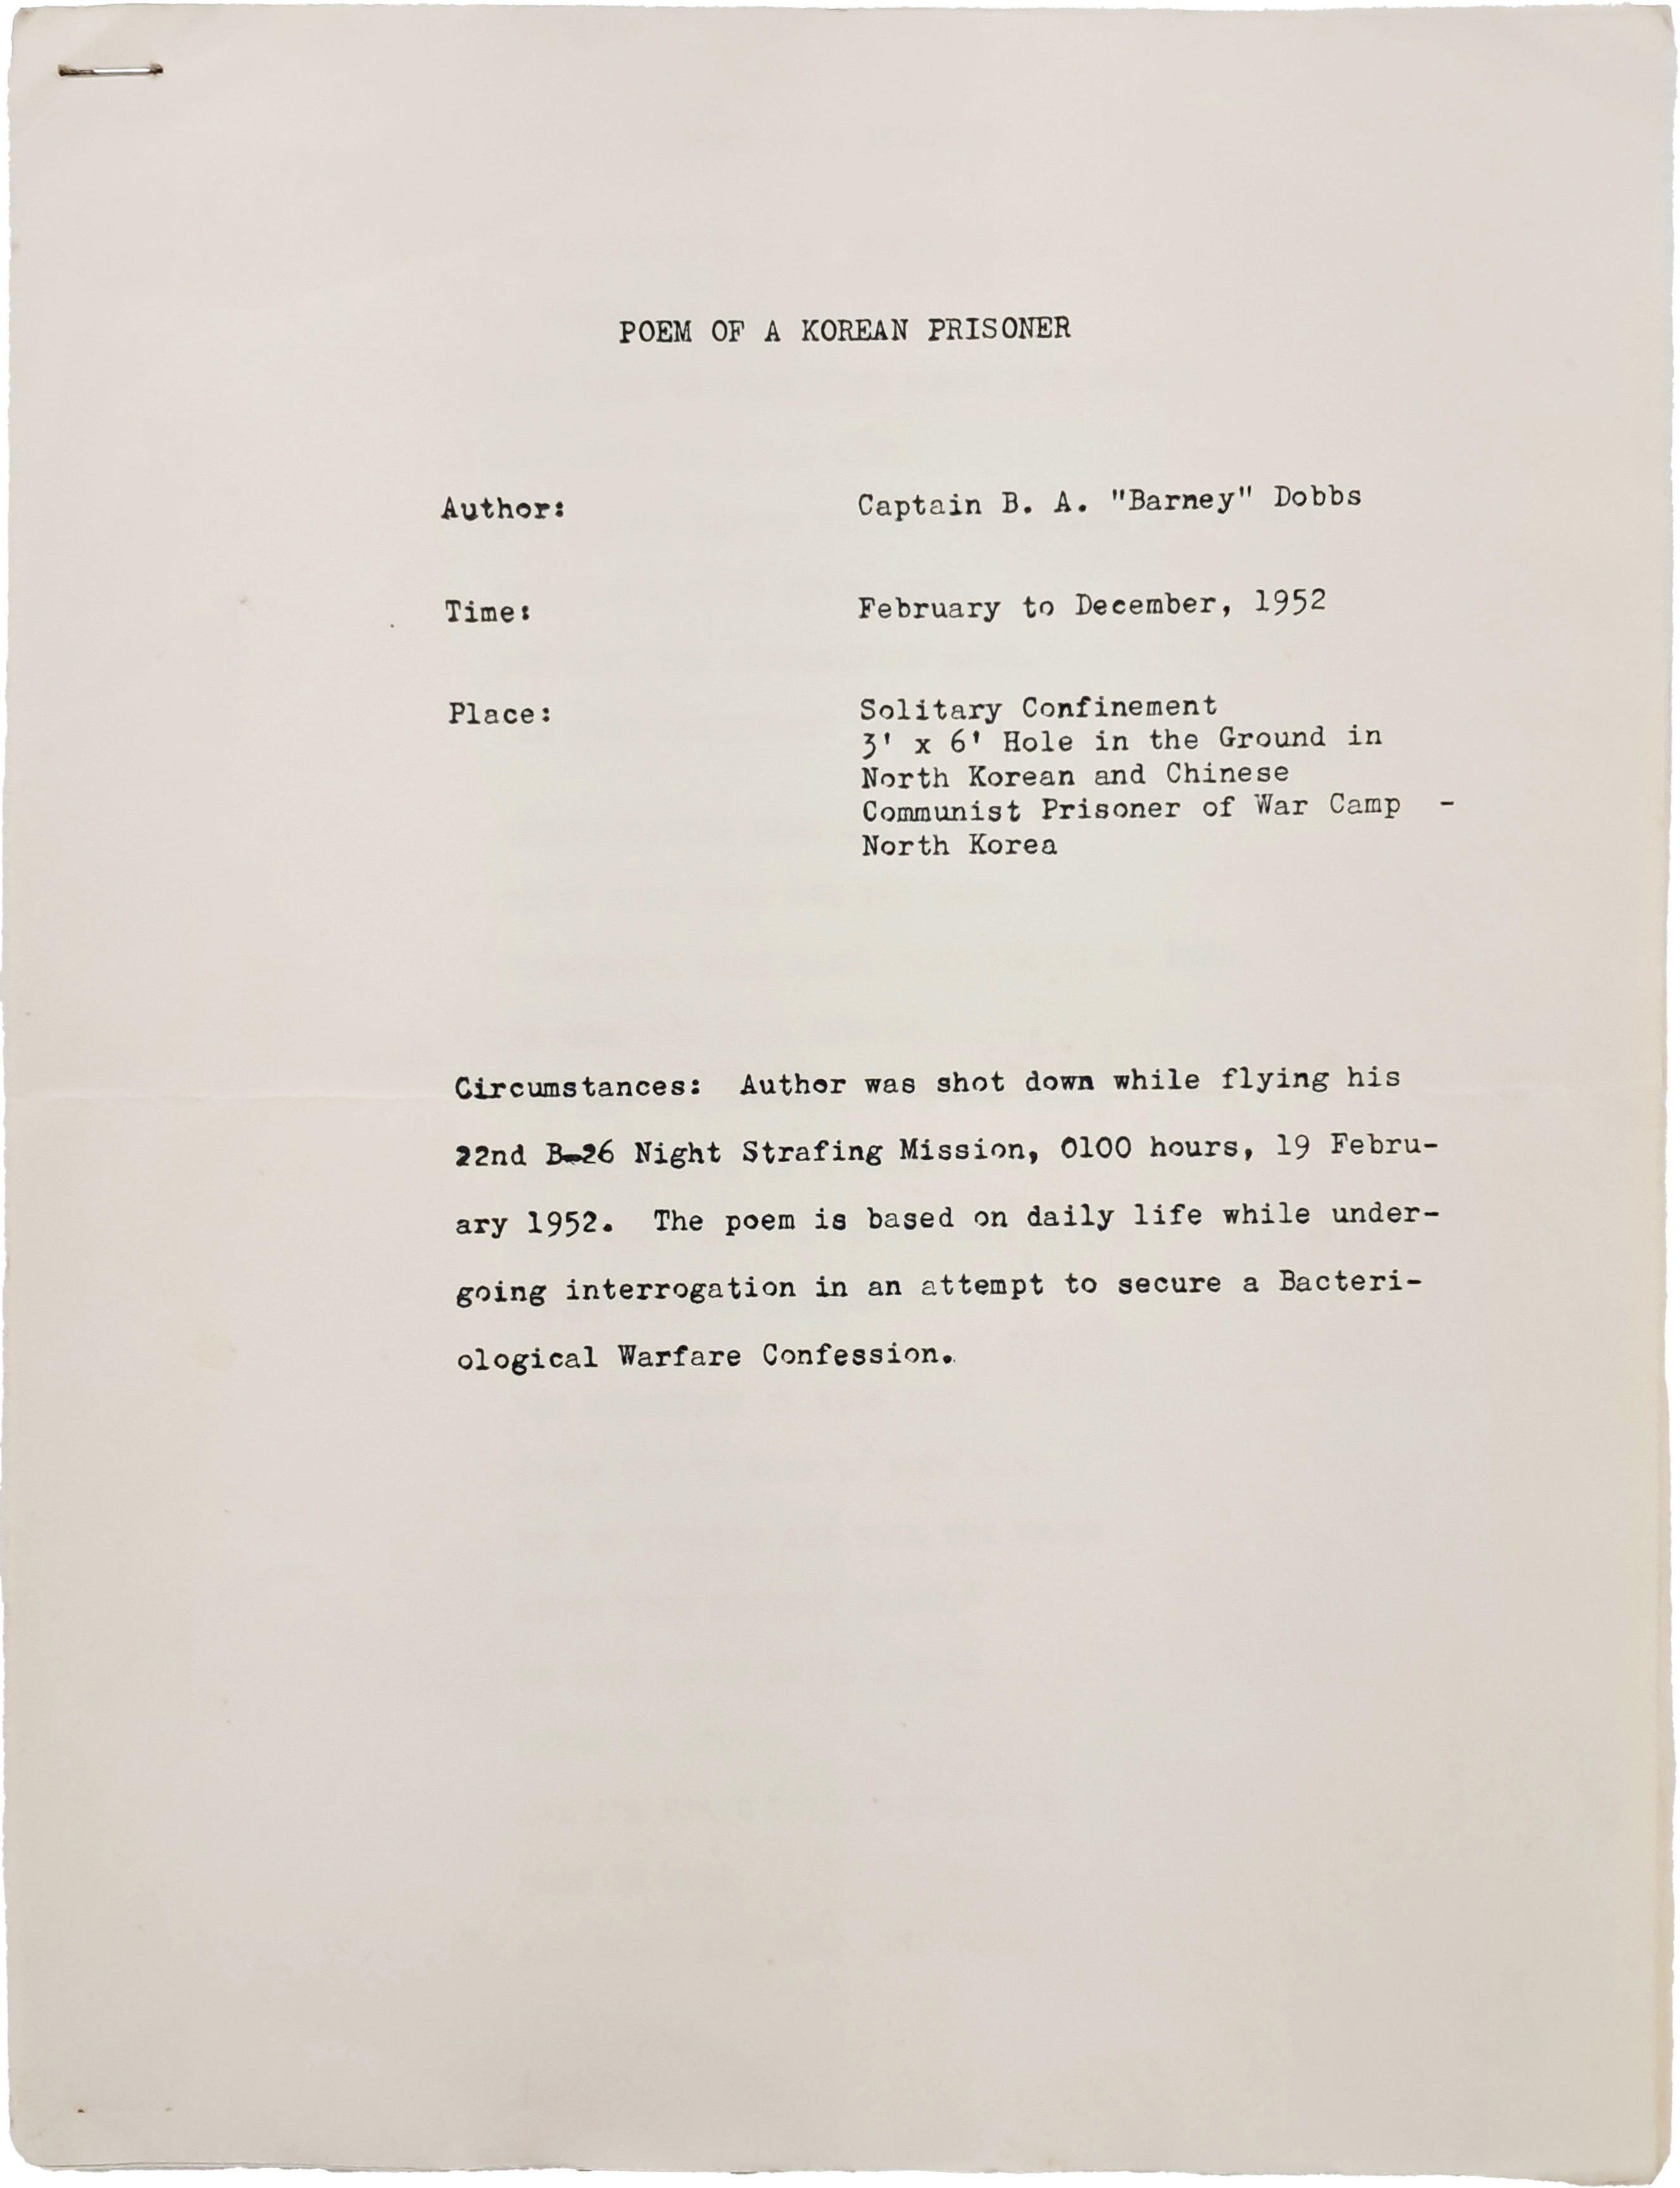 POEM OF A KOREAN PRISONER
Author: Captain B. A. "Barney" Dobbs
Time: February to December, 1952
Place: Solitary Confinement
3' x 6' Hole in the Ground in
North Korean and Chinese
Communist Prisoner of War Camp -
North Korea
Circumstances: Author was shot down while flying his
22nd B-26 Night Strafing Mission, 0100 hours, 19 Febru-
ary 1952. The poem is based on daily life while under-
going interrogation in an attempt to secure a Bacteri-
ological Warfare Confession.